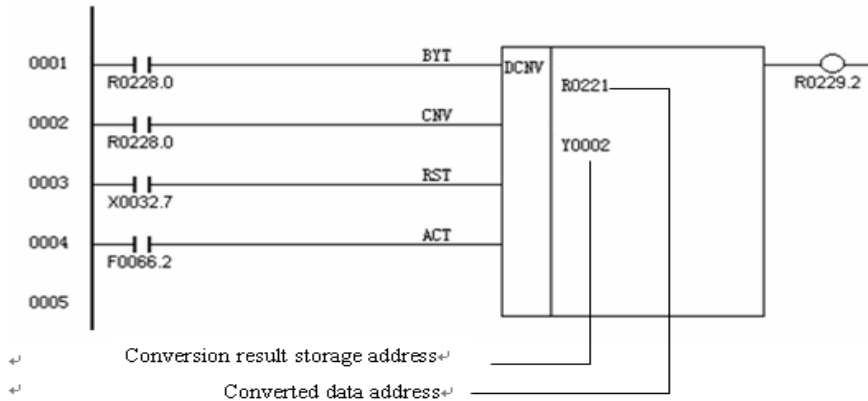 0001 BYT DCNV
R0228.0 R0221 R0229.2
0002 CNV
R0228.0 Y0002
0003 RST
X0032.7
0004 ACT
F0066.2
0005
Conversion result storage address↵
Converted data address↵